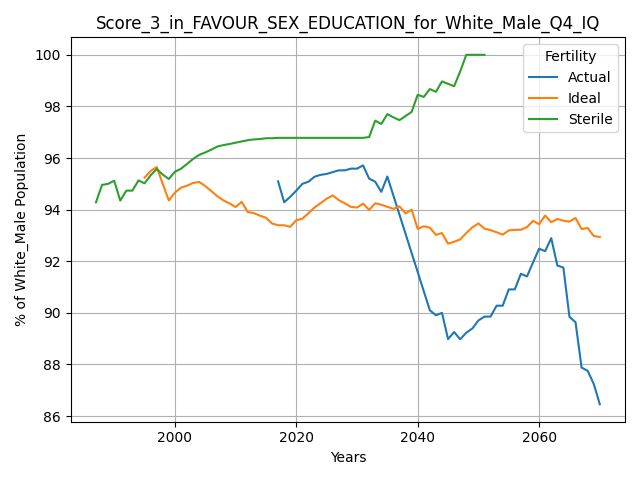 Score_3_in_FAVOUR_SEX_EDUCATION_for_White_Male_Q4_IQ
Fertility
Actual
Ideal
Sterile
% of White_Male Population
100
98
96
94
92
90
88
86
2000
2020
2040
2060
Years